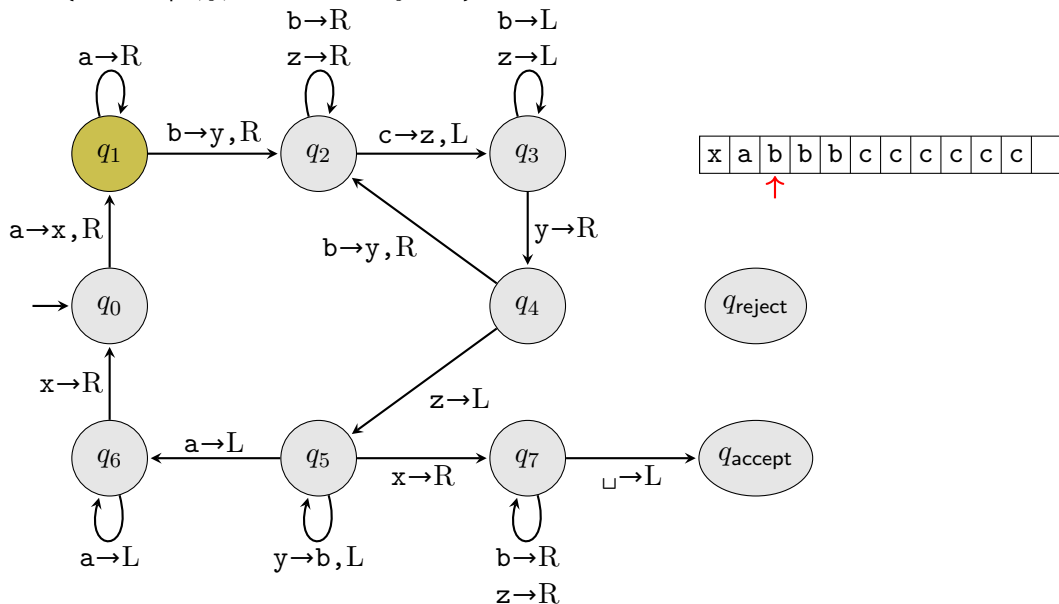 b→R b→L
a→R z→R z→L
q1 b→y,R q2 c→z,L q3 x a b b b c c c c c c
a→x,R b→y,R y→R
q0 q4 qreject
x→R z→L
q6 a→L q5 x→R q7 ␣→L qaccept
a→L y→b,L b→R
z→R